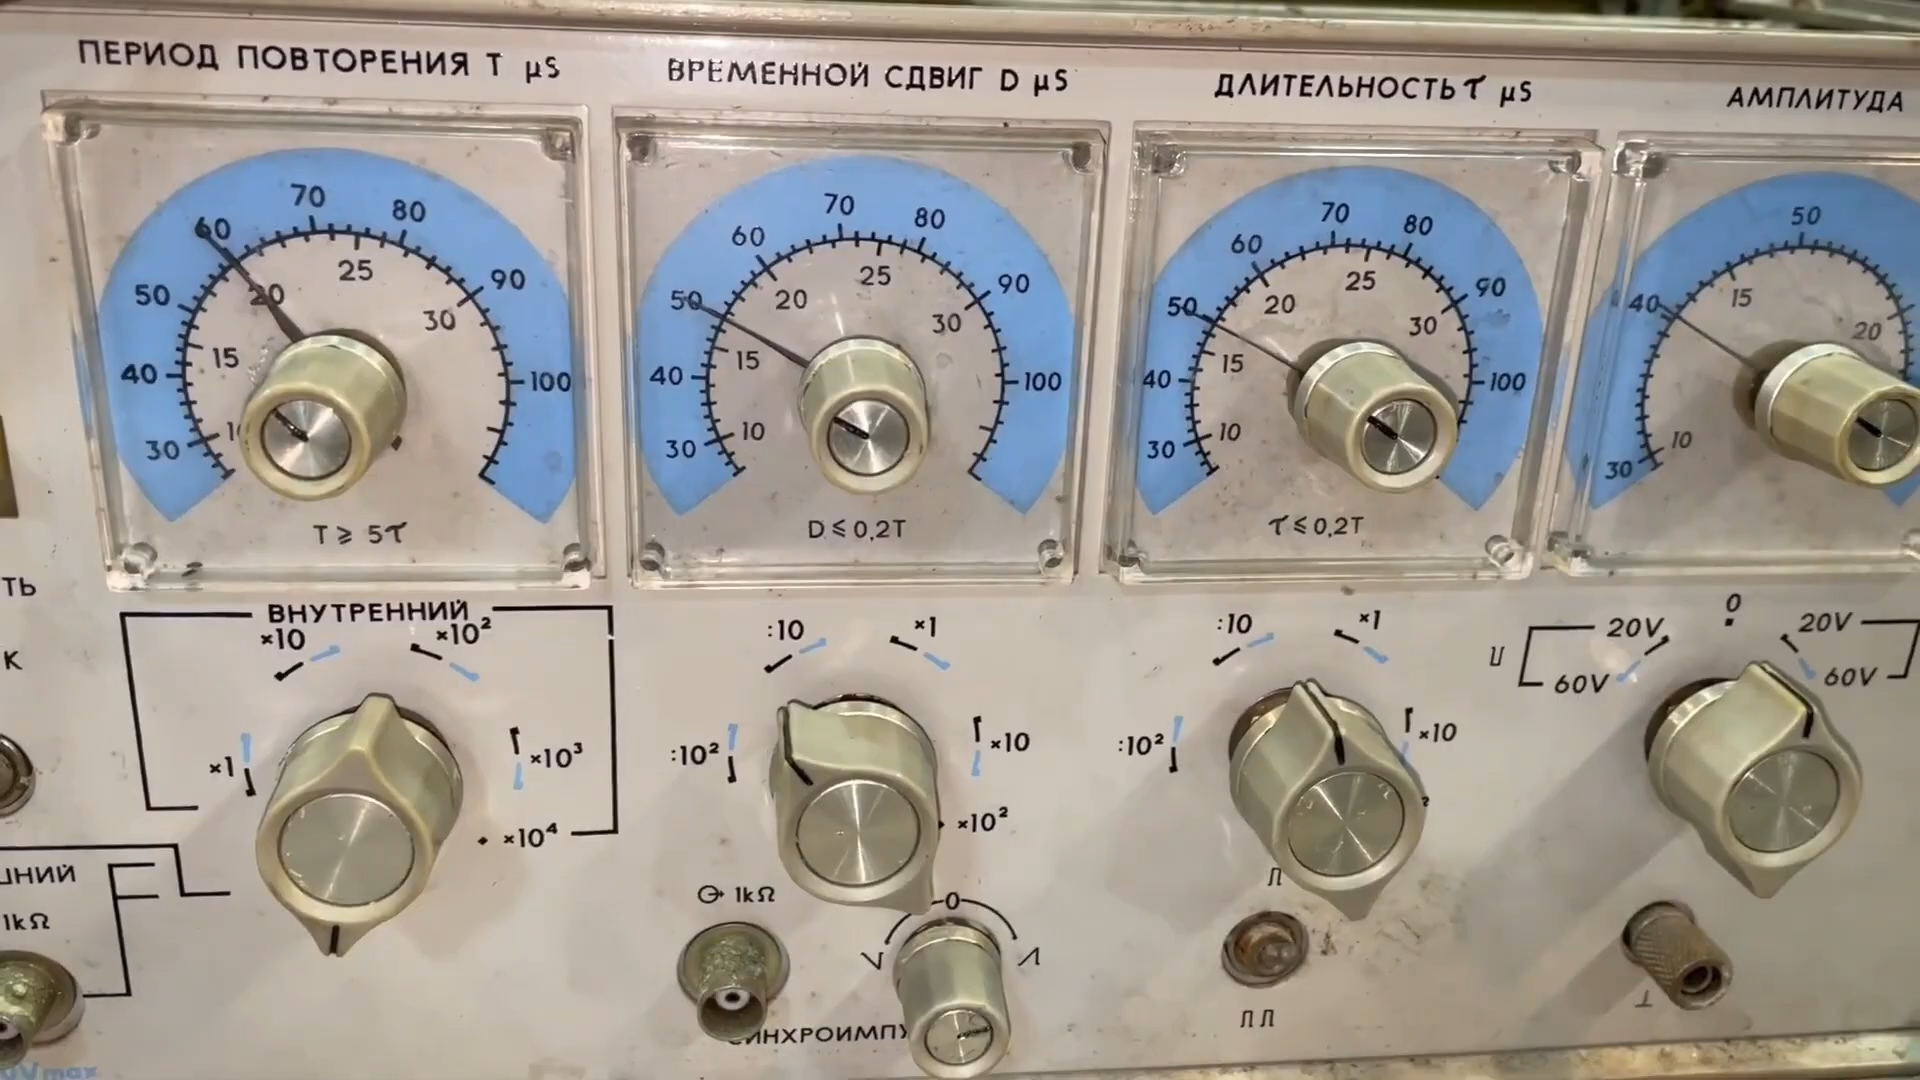 ПЕРИОД ПОВТОРЕНИЯ T μS
ВРЕМЕННОЙ СДВИГ D μS
ДЛИТЕЛЬНОСТЬ τ μS
АМПЛИТУДА
30 40 50 60 70 80 90 100
15 20 25 30
T ⩾ 5τ
30 40 50 60 70 80 90 100
10 15 20 25 30
D ⩽ 0,2T
30 40 50 60 70 80 90 100
10 15 20 25 30
τ ⩽ 0,2T
30 40 50
10 15 20
ТЬ
К
ВНУТРЕННИЙ
×1 ×10 ×10² ×10³ ×10⁴
:10² :10 ×1 ×10 ×10²
:10² :10 ×1 ×10
60V 20V 0 20V 60V
ШНИЙ
1kΩ
1kΩ
0
СИНХРОИМПУ
Vmax